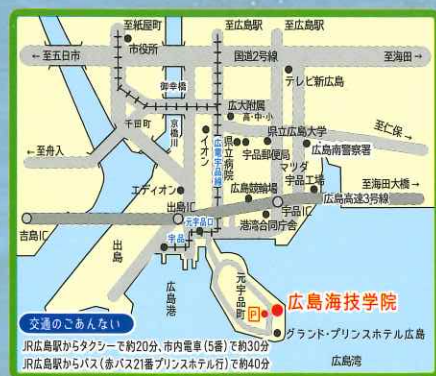 至紙屋町
至広島駅
至広島駅
市役所
←至五日市
国道2号線
至海田→
テレビ新広島
御幸橋
広大附属
高・中・小
千田町
京橋川
イオン
広電宇品線
県立病院
県立広島大学
至仁保→
宇品郵便局
広島南警察署
←至舟入
マツダ
宇品工場
エディオン
広島競輪場
至海田大橋→
広島高速3号線
吉島IC
出島IC
宇品IC
元宇品口
港湾合同庁舎
出島
宇品
広島港
元宇品町
P
広島海技学院
グランド・プリンスホテル広島
広島湾
交通のごあんない
JR広島駅からタクシーで約20分、市内電車(5番)で約30分
JR広島駅からバス(赤バス21番プリンスホテル行)で約40分